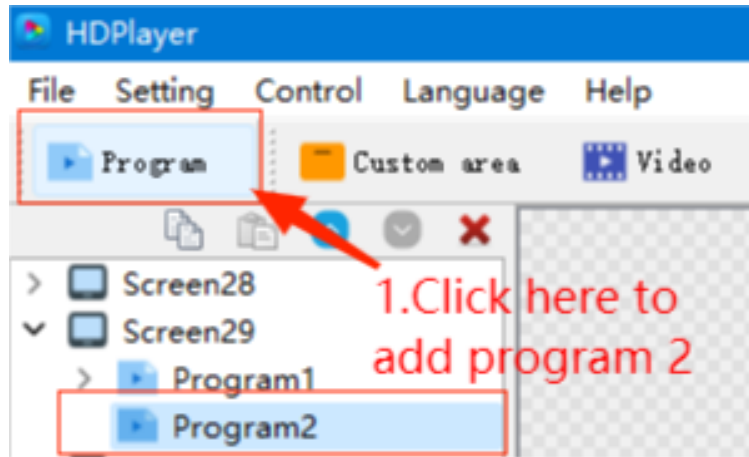 HDPlayer
File Setting Control Language Help
Program Custom area Video
Screen28
Screen29
Program1
Program2
1.Click here to
add program 2